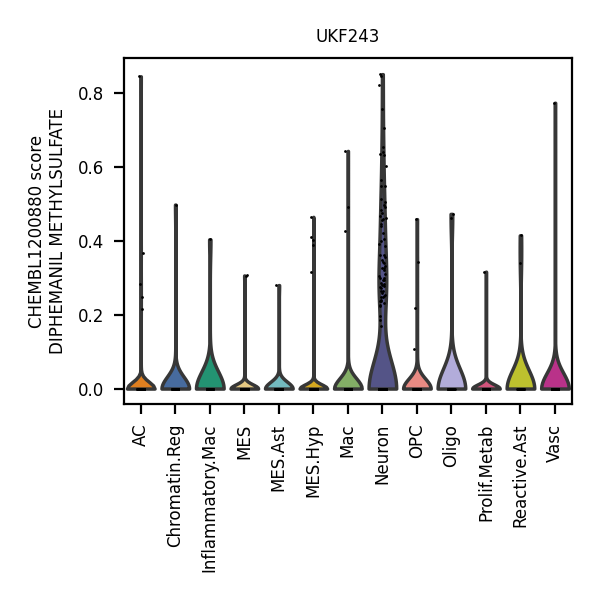 UKF243
CHEMBL1200880 score
DIPHEMANIL METHYLSULFATE
0.8
0.6
0.4
0.2
0.0
AC
Chromatin.Reg
Inflammatory.Mac
MES
MES.Ast
MES.Hyp
Mac
Neuron
OPC
Oligo
Prolif.Metab
Reactive.Ast
Vasc